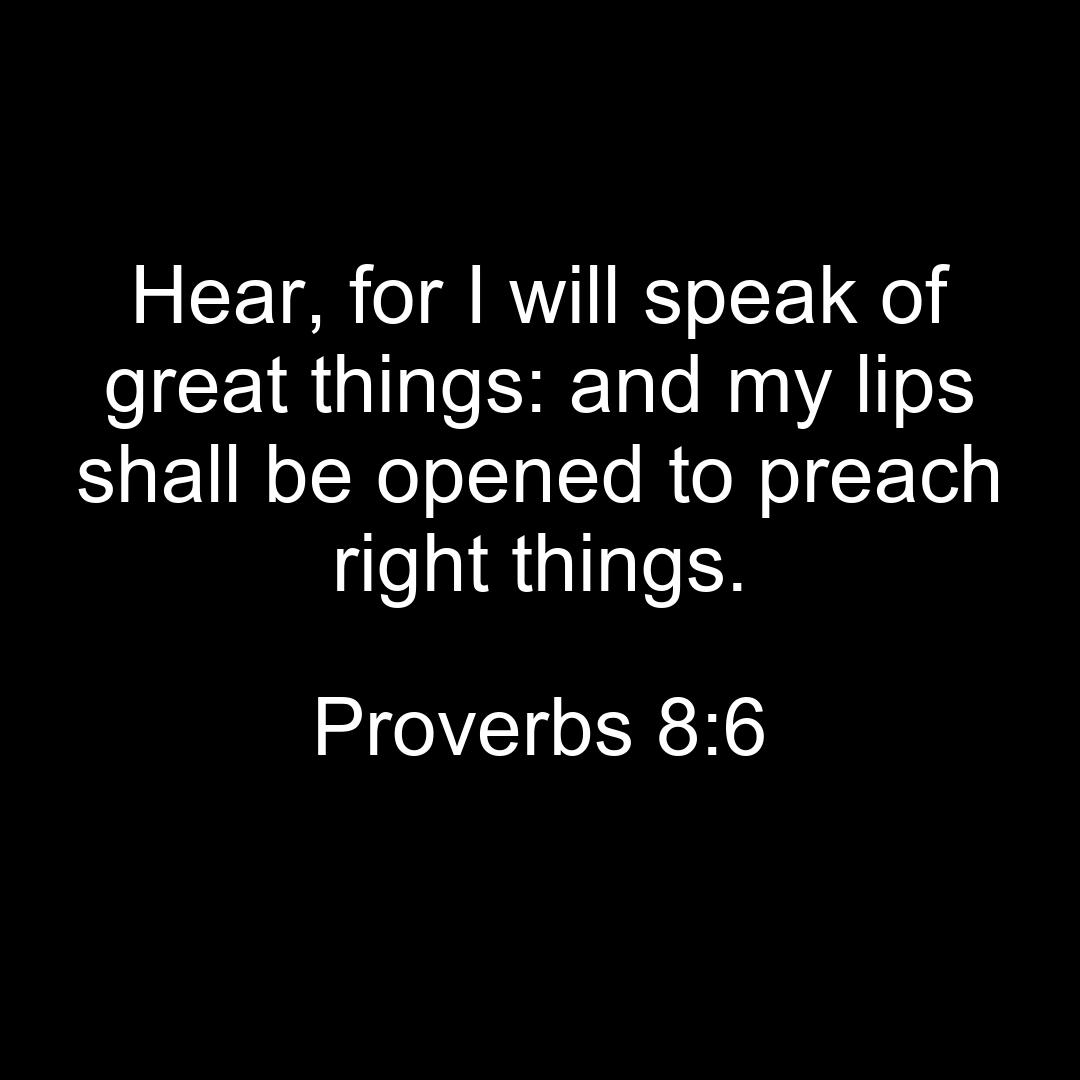 Hear, for I will speak of
great things: and my lips
shall be opened to preach
right things.
Proverbs 8:6